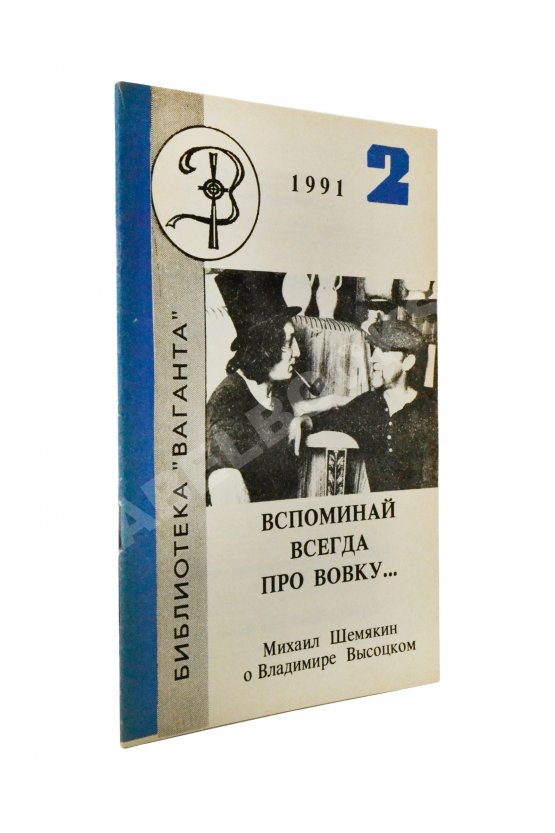 1991 2
БИБЛИОТЕКА "ВАГАНТА"
ВСПОМИНАЙ
ВСЕГДА
ПРО ВОВКУ...
Михаил Шемякин
о Владимире Высоцком